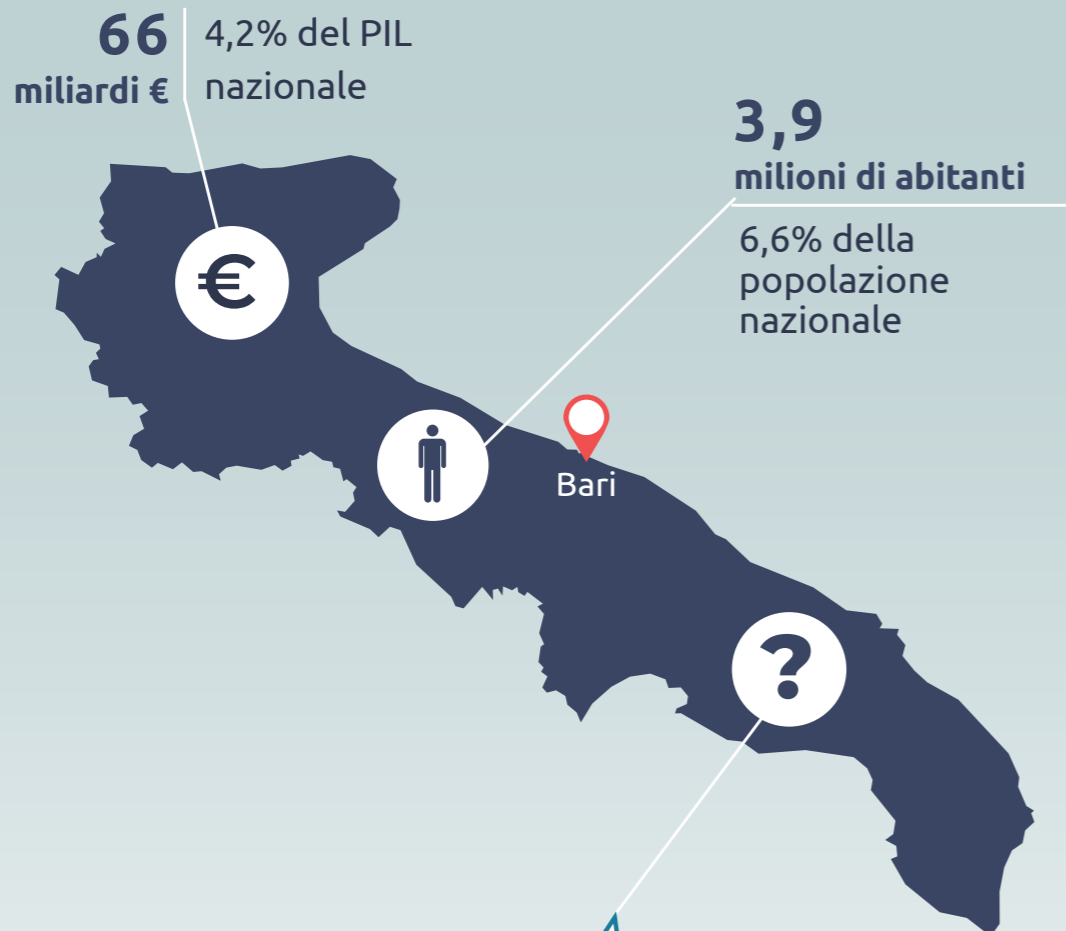 66
miliardi €
4,2% del PIL
nazionale
3,9
milioni di abitanti
6,6% della
popolazione
nazionale
€
Bari
?